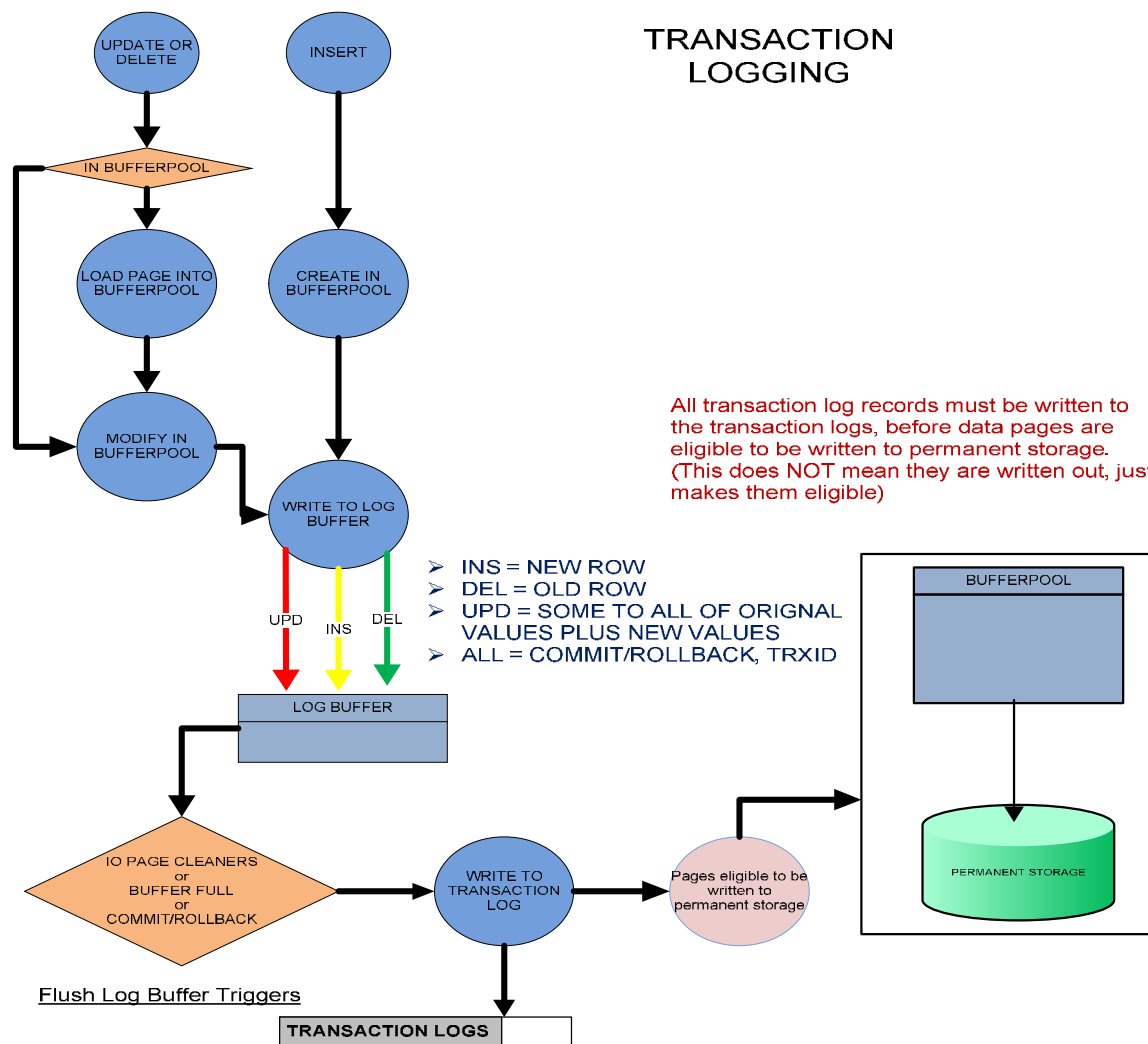 TRANSACTION
LOGGING
UPDATE OR
DELETE
INSERT
IN BUFFERPOOL
LOAD PAGE INTO
BUFFERPOOL
CREATE IN
BUFFERPOOL
MODIFY IN
BUFFERPOOL
WRITE TO LOG
BUFFER
All transaction log records must be written to
the transaction logs, before data pages are
eligible to be written to permanent storage.
(This does NOT mean they are written out, just
makes them eligible)
UPD
INS
DEL
➢ INS = NEW ROW
➢ DEL = OLD ROW
➢ UPD = SOME TO ALL OF ORIGNAL
VALUES PLUS NEW VALUES
➢ ALL = COMMIT/ROLLBACK, TRXID
LOG BUFFER
BUFFERPOOL
PERMANENT STORAGE
IO PAGE CLEANERS
or
BUFFER FULL
or
COMMIT/ROLLBACK
WRITE TO
TRANSACTION
LOG
Pages eligible to be
written to
permanent storage
Flush Log Buffer Triggers
TRANSACTION LOGS